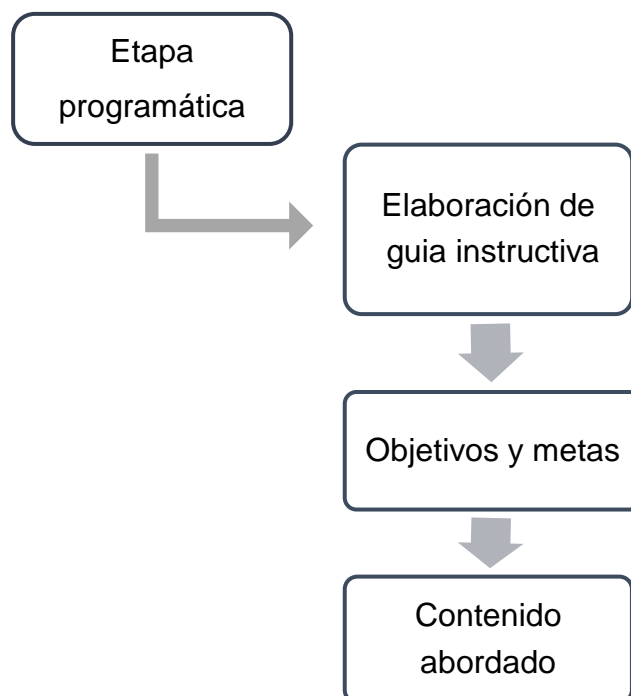 Etapa
programática
Elaboración de
guia instructiva
Objetivos y metas
Contenido
abordado